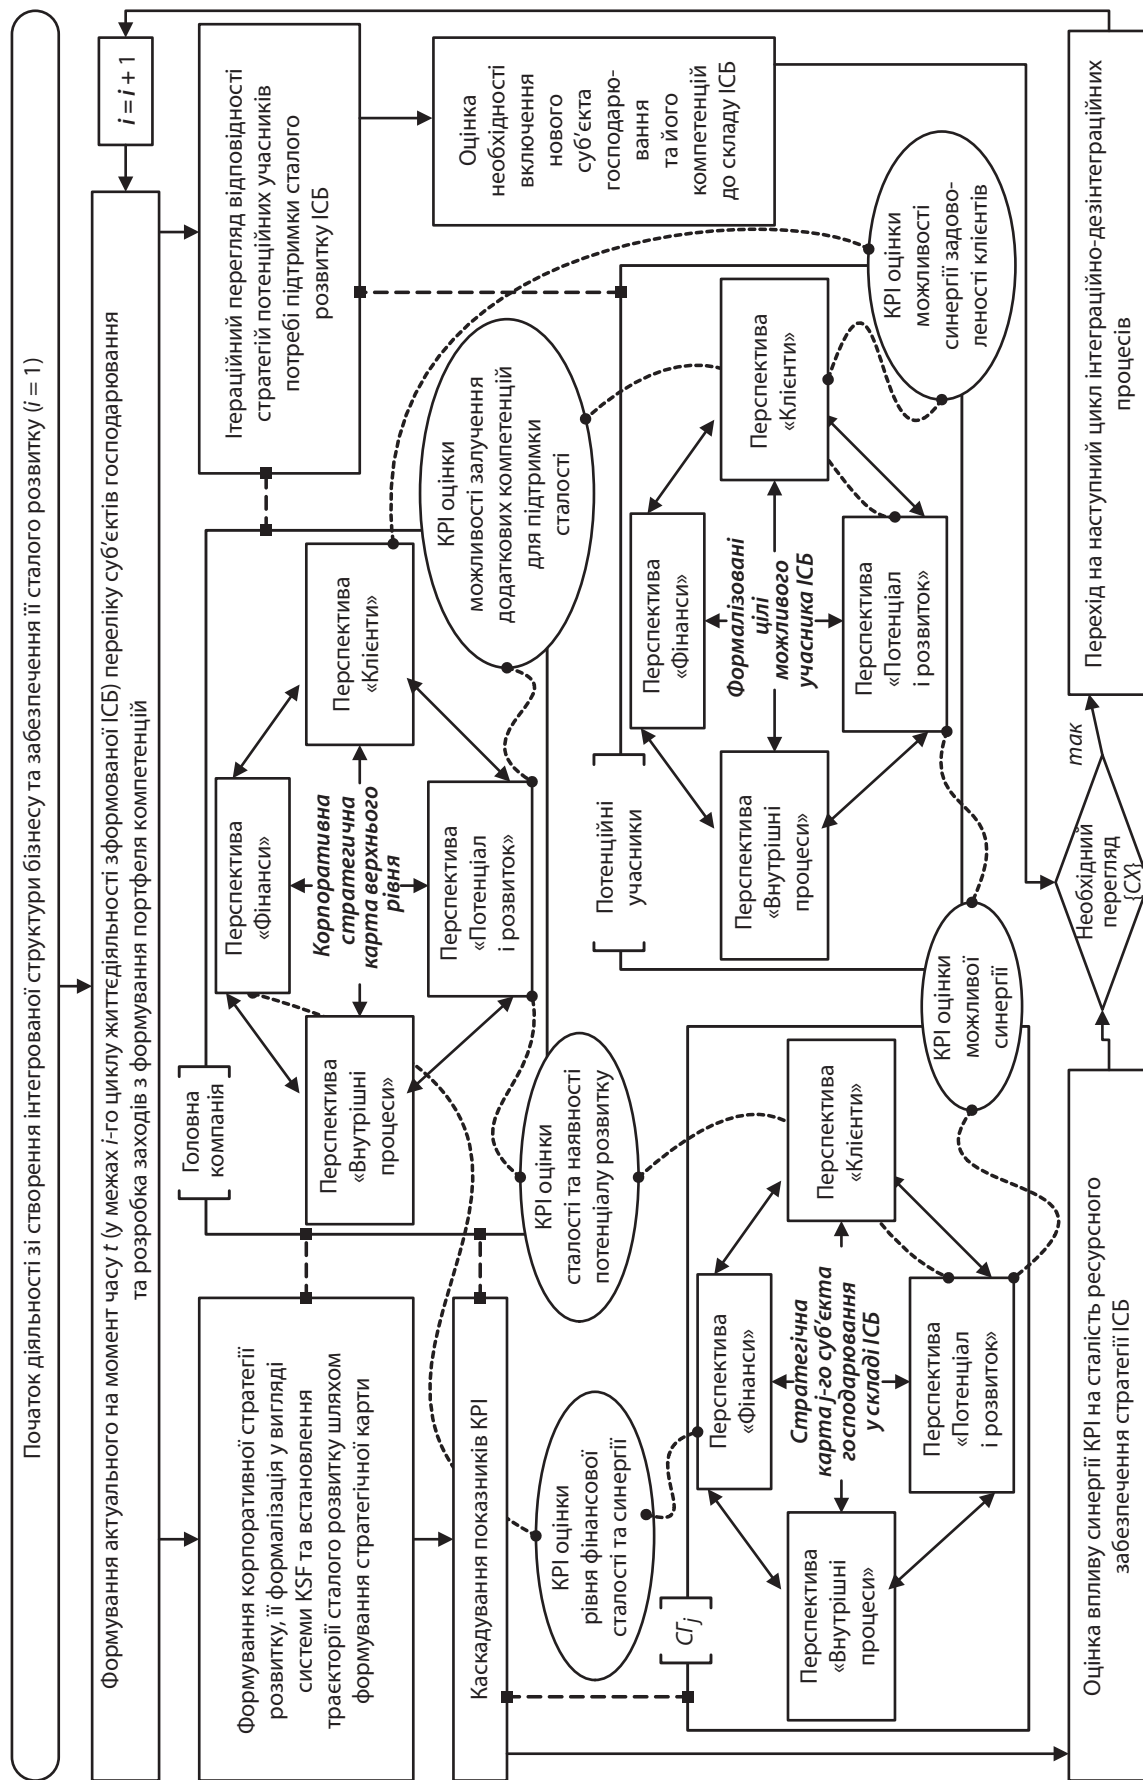 Початок діяльності зі створення інтегрованої структури бізнесу та забезпечення її сталого розвитку (i = 1)
Формування актуального на момент часу t (у межах i-го циклу життєдіяльності зформованої ІСБ) переліку суб’єктів господарювання
та розробка заходів з формування портфеля компетенцій
i = i + 1
Формування корпоративної стратегії
розвитку, її формалізація у вигляді
системи KSF та встановлення
траєкторії сталого розвитку шляхом
формування стратегічної карти
Каскадування показників KPI
Головна
компанія
Перспектива
«Фінанси»
Перспектива
«Внутрішні
процеси»
Корпоративна
стратегічна
карта верхнього
рівня
Перспектива
«Клієнти»
Перспектива
«Потенціал
і розвиток»
Ітераційний перегляд відповідності
стратегій потенційних учасників
потребі підтримки сталого
розвитку ІСБ
Оцінка
необхідності
включення
нового
суб’єкта
господарю-
вання
та його
компетенцій
до складу ІСБ
KPI оцінки
можливості залучення
додаткових компетенцій
для підтримки
сталості
KPI оцінки
сталості та наявності
потенціалу розвитку
KPI оцінки
рівня фінансової
сталості та синергії
KPI оцінки
можливості
синергії задово-
леності клієнтів
KPI оцінки
можливої
синергії
СГj
Перспектива
«Фінанси»
Перспектива
«Внутрішні
процеси»
Стратегічна
карта j-го суб’єкта
господарювання
у складі ІСБ
Перспектива
«Клієнти»
Перспектива
«Потенціал
і розвиток»
Потенційні
учасники
Перспектива
«Фінанси»
Перспектива
«Внутрішні
процеси»
Формалізовані
цілі
можливого
учасника ІСБ
Перспектива
«Клієнти»
Перспектива
«Потенціал
і розвиток»
Оцінка впливу синергії KPI на сталість ресурсного
забезпечення стратегії ІСБ
Необхідний
перегляд
{CX}
так
Перехід на наступний цикл інтеграційно-дезінтеграційних
процесів